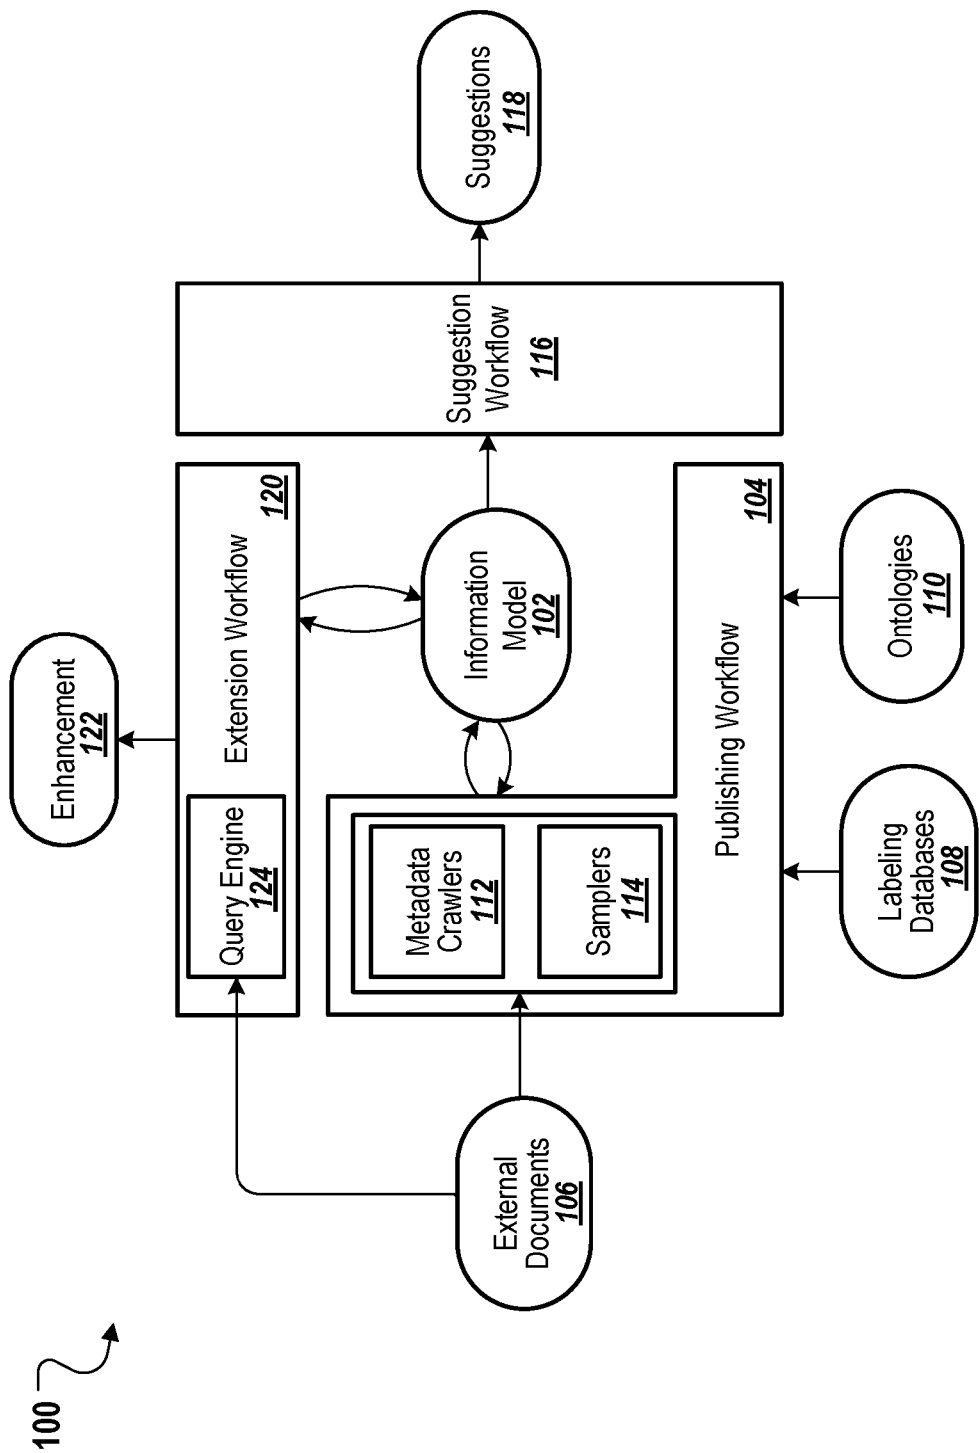 100
Enhancement
122
Query Engine
124
Extension Workflow
120
External
Documents
106
Metadata
Crawlers
112
Samplers
114
Information
Model
102
Publishing Workflow
104
Suggestion
Workflow
116
Suggestions
118
Labeling
Databases
108
Ontologies
110